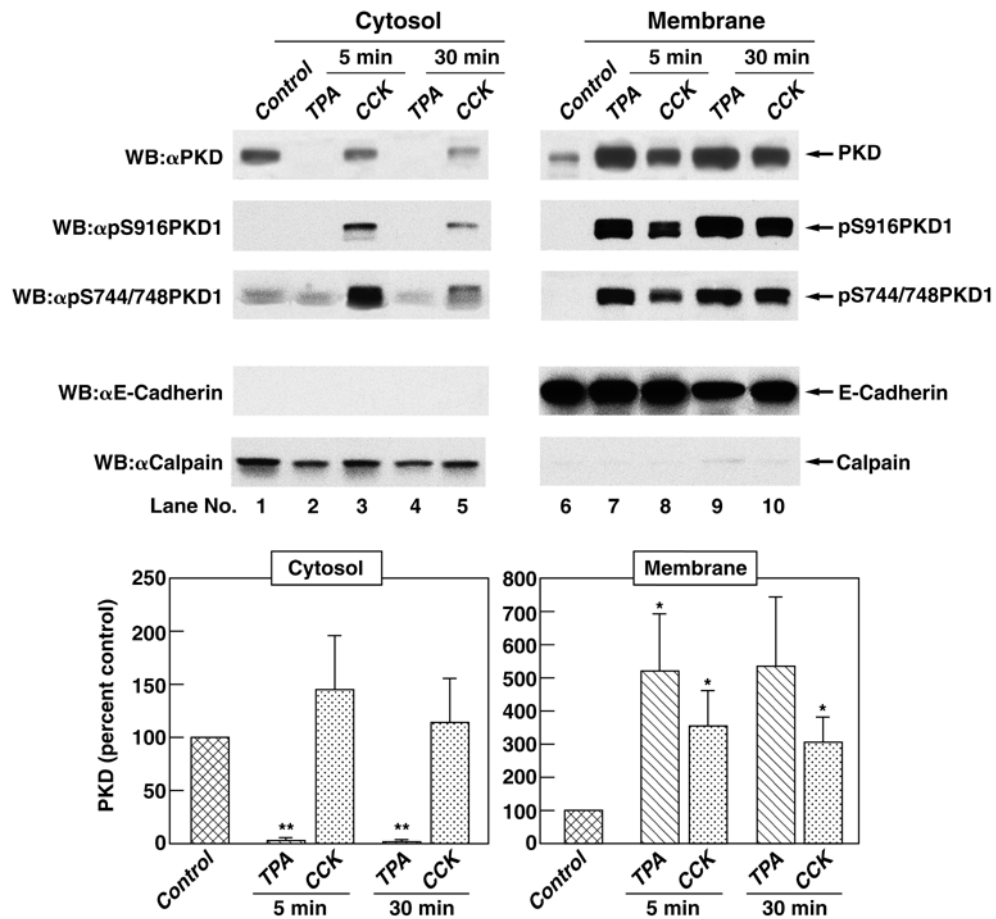 Cytosol Membrane
5 min 30 min 5 min 30 min
Control TPA CCK TPA CCK Control TPA CCK TPA CCK
WB:αPKD PKD
WB:αpS916PKD1 pS916PKD1
WB:αpS744/748PKD1 pS744/748PKD1
WB:αE-Cadherin E-Cadherin
WB:αCalpain Calpain
Lane No. 1 2 3 4 5 6 7 8 9 10
PKD (percent control)
Cytosol
250
200
150
100
50
0
** **
Control TPA CCK TPA CCK
5 min 30 min
Membrane
800
700
600
500
400
300
200
100
0
* * *
Control TPA CCK TPA CCK
5 min 30 min